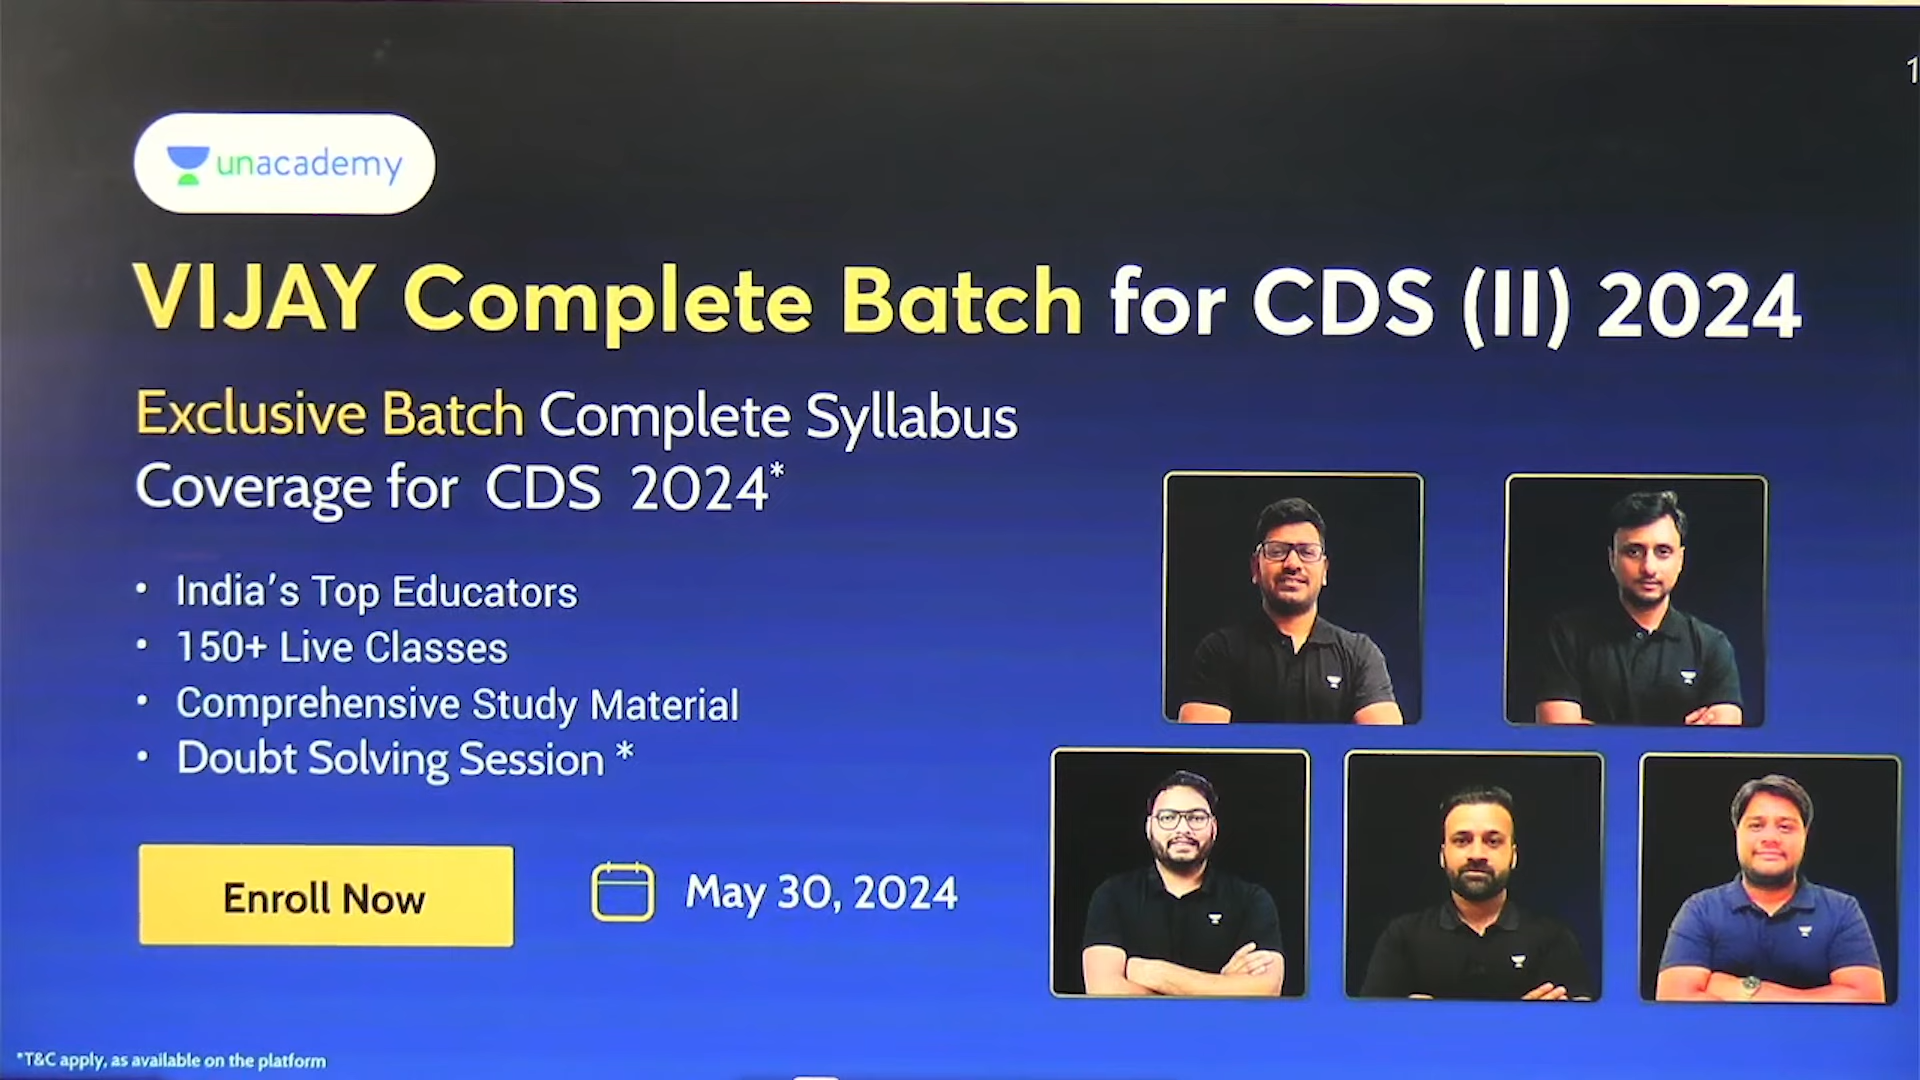 1
unacademy
VIJAY Complete Batch for CDS (II) 2024
Exclusive Batch Complete Syllabus
Coverage for CDS 2024*
• India's Top Educators
• 150+ Live Classes
• Comprehensive Study Material
• Doubt Solving Session *
Enroll Now
May 30, 2024
*T&C apply, as available on the platform